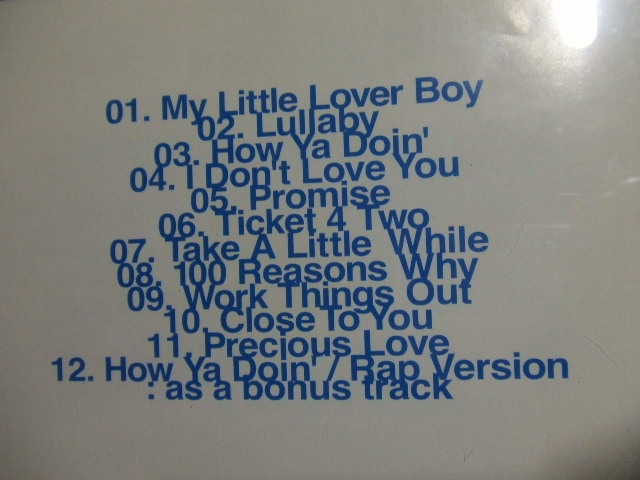 01. My Little Lover Boy
02. Lullaby
03. How Ya Doin'
04. I Don't Love You
05. Promise
06. Ticket 4 Two
07. Take A Little While
08. 100 Reasons Why
09. Work Things Out
10. Close To You
11. Precious Love
12. How Ya Doin' / Rap Version
: as a bonus track